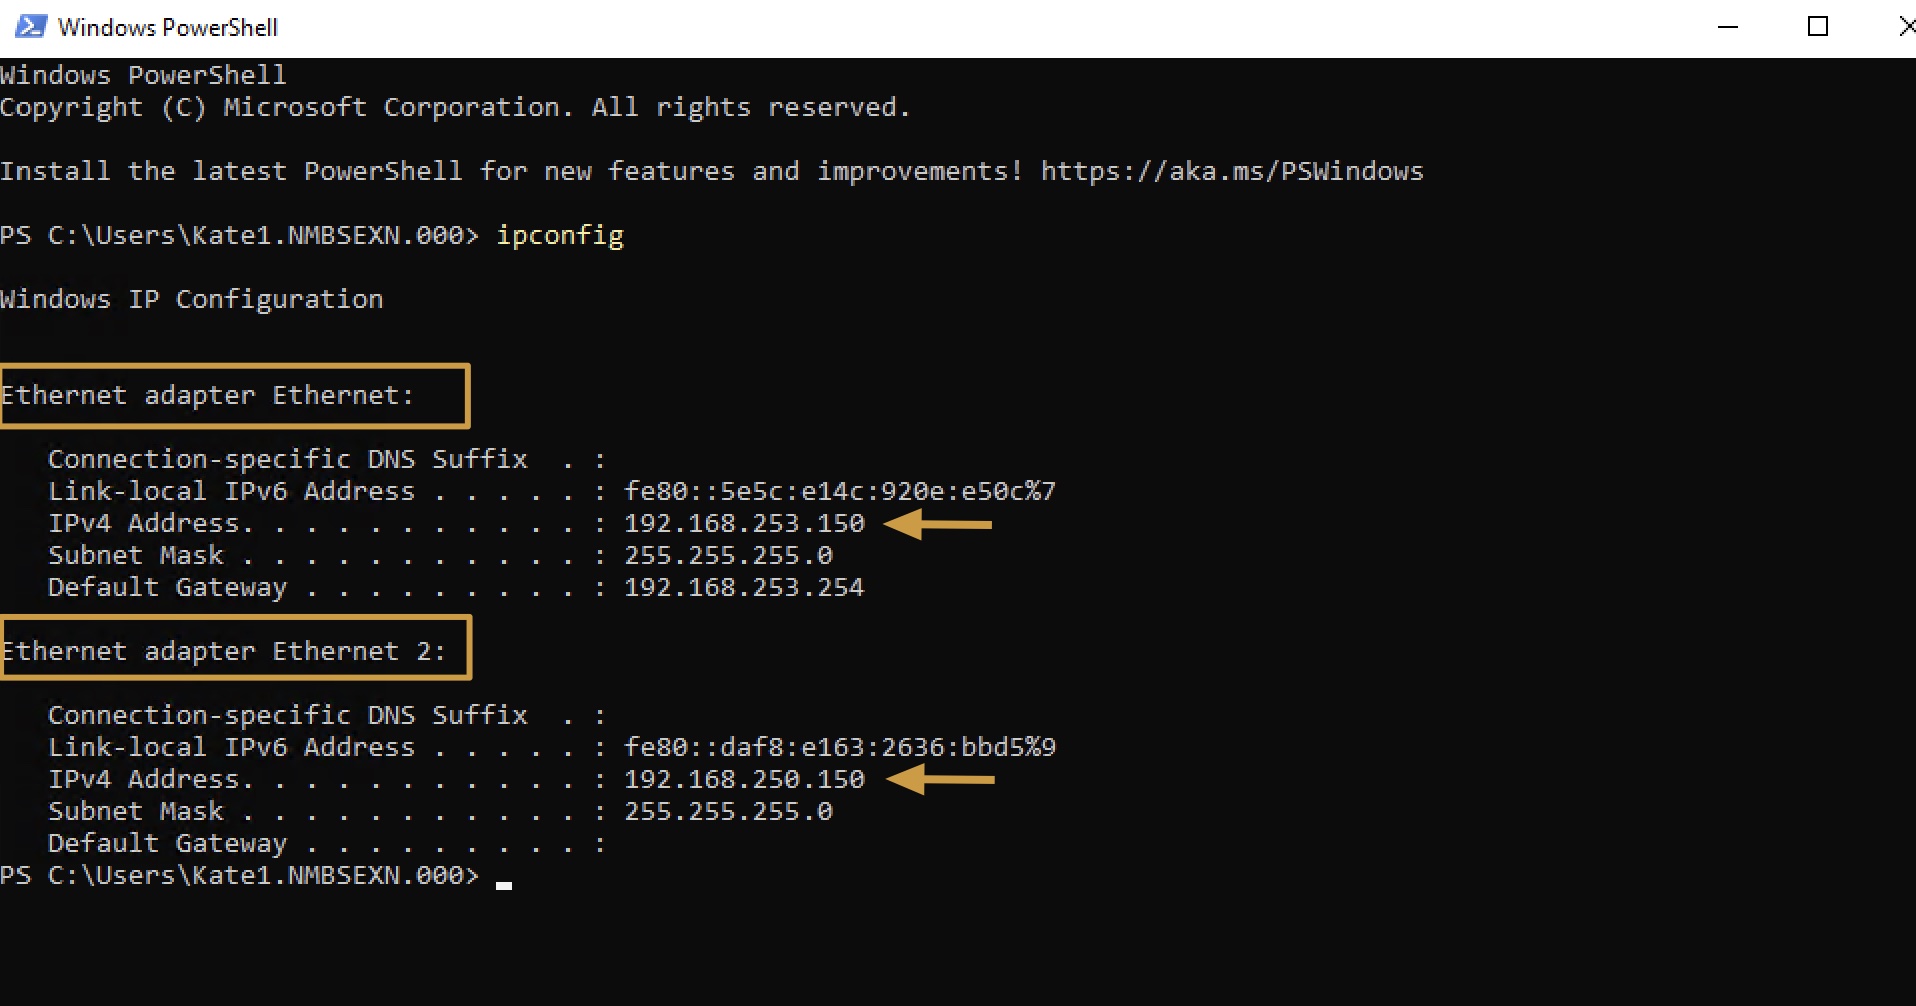 Windows PowerShell
Windows PowerShell
Copyright (C) Microsoft Corporation. All rights reserved.
Install the latest PowerShell for new features and improvements! https://aka.ms/PSWindows
PS C:\Users\Kate1.NMBSEXN.000> ipconfig
Windows IP Configuration
Ethernet adapter Ethernet:
   Connection-specific DNS Suffix  . :
   Link-local IPv6 Address . . . . . : fe80::5e5c:e14c:920e:e50c%7
   IPv4 Address. . . . . . . . . . . : 192.168.253.150
   Subnet Mask . . . . . . . . . . . : 255.255.255.0
   Default Gateway . . . . . . . . . : 192.168.253.254
Ethernet adapter Ethernet 2:
   Connection-specific DNS Suffix  . :
   Link-local IPv6 Address . . . . . : fe80::daf8:e163:2636:bbd5%9
   IPv4 Address. . . . . . . . . . . : 192.168.250.150
   Subnet Mask . . . . . . . . . . . : 255.255.255.0
   Default Gateway . . . . . . . . . :
PS C:\Users\Kate1.NMBSEXN.000>